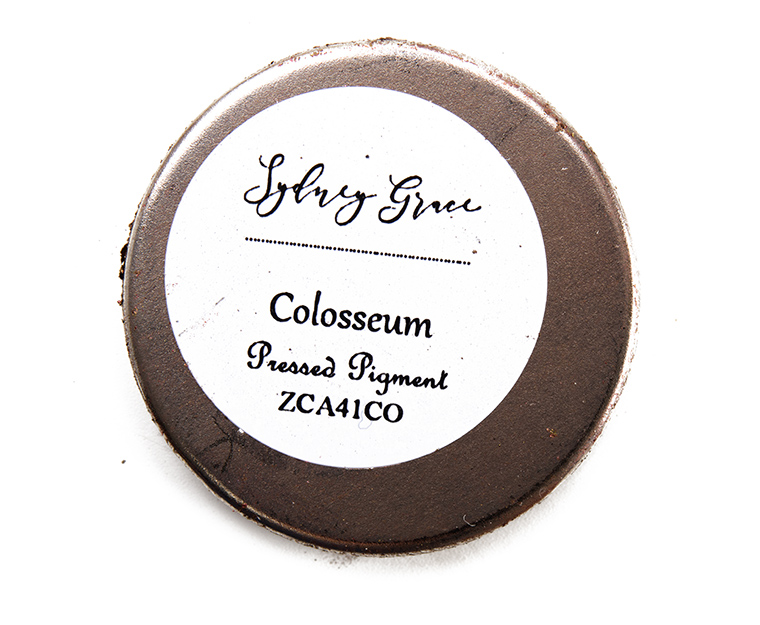 Sydney Grace
Colosseum
Pressed Pigment
ZCA41CO